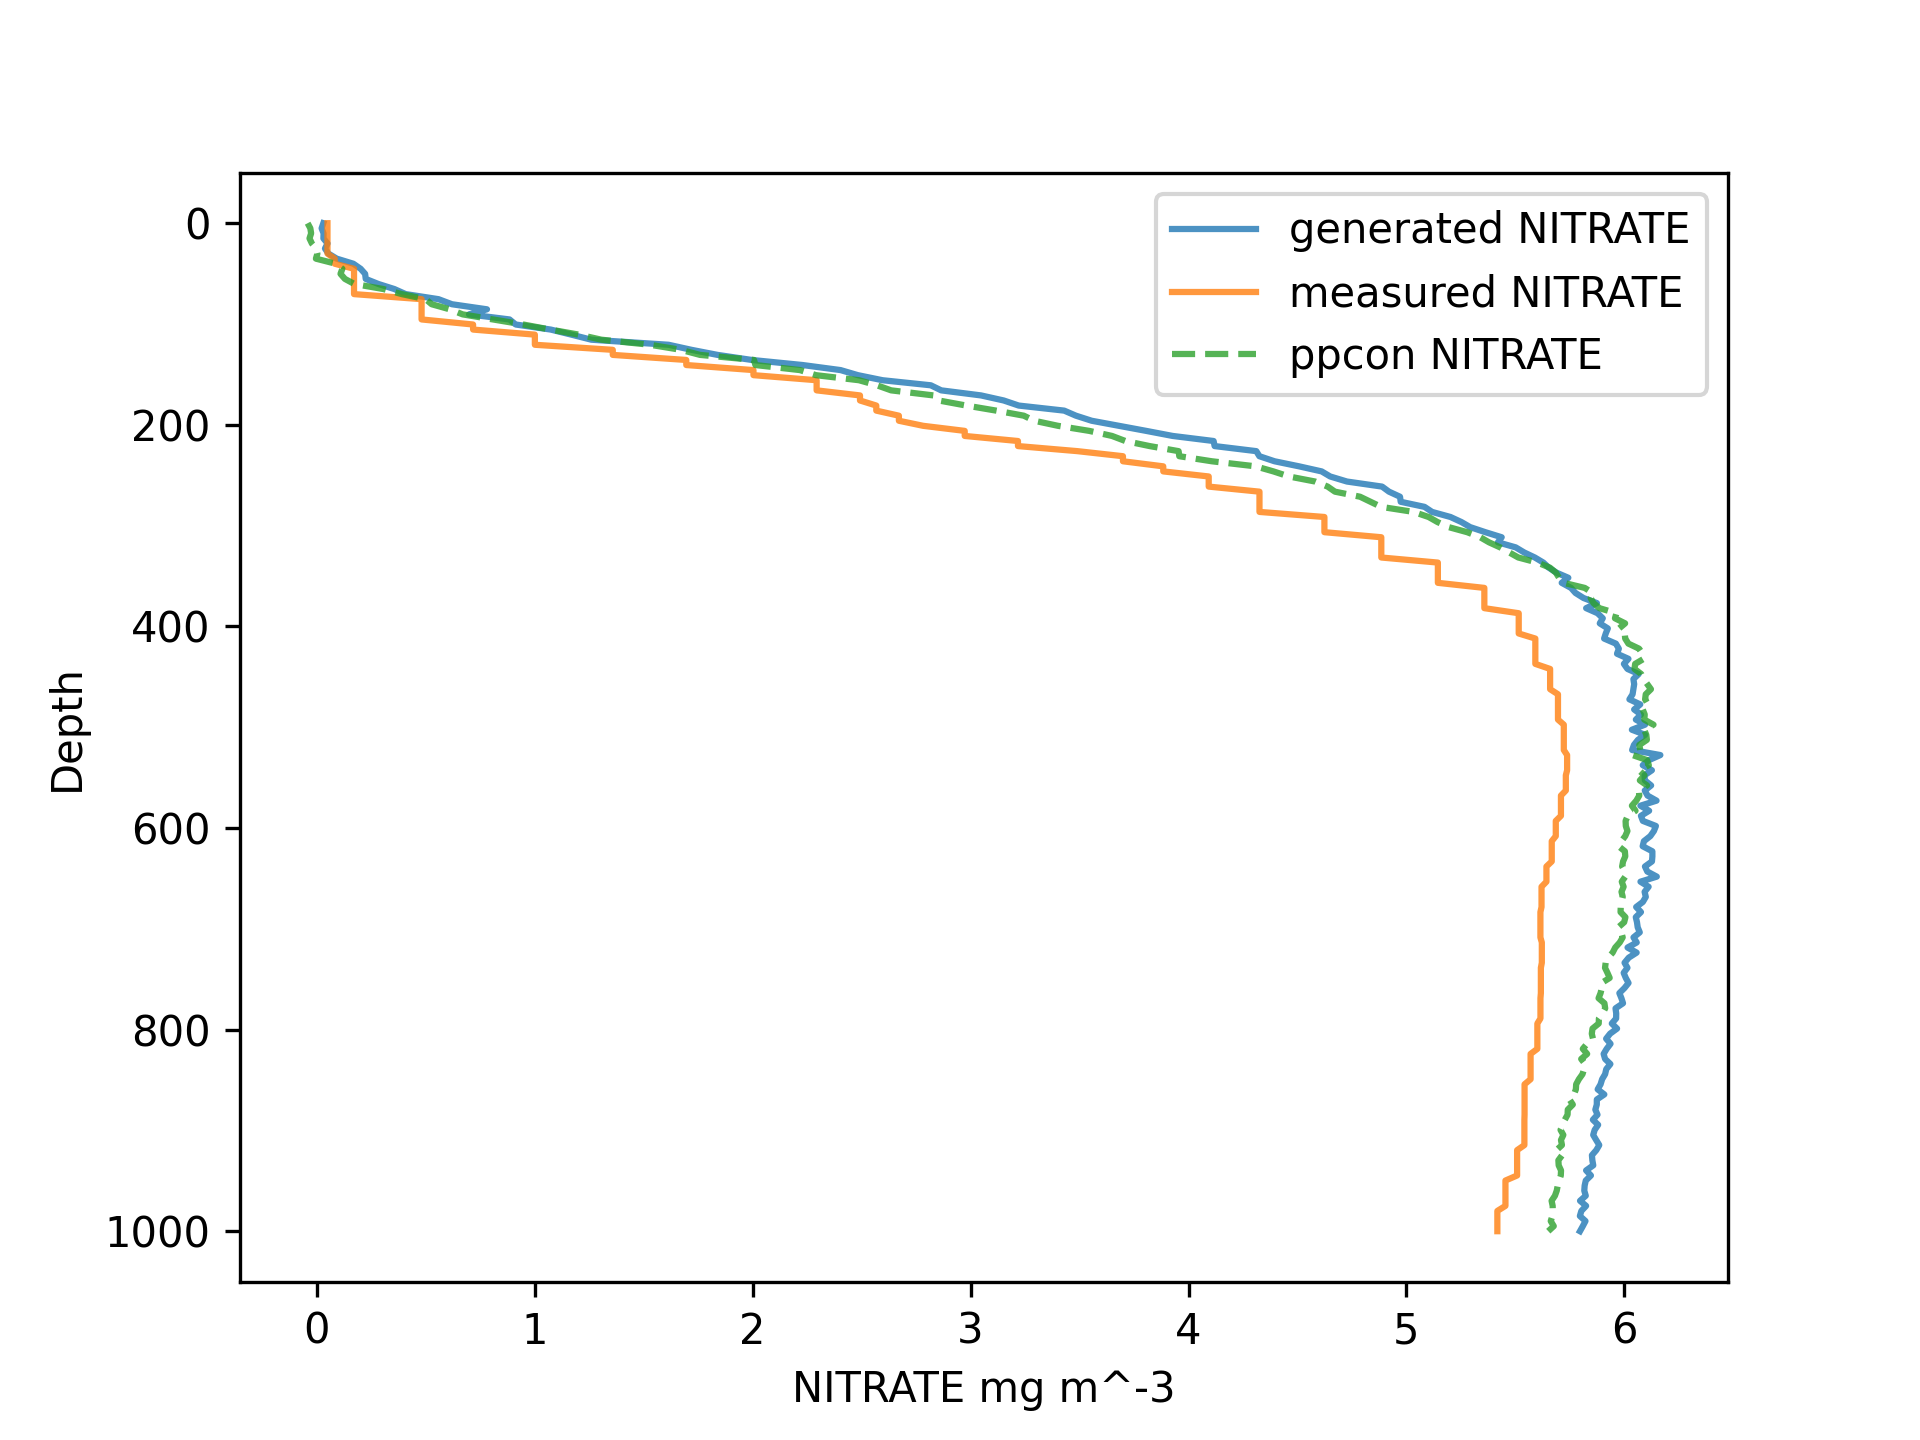 generated NITRATE
measured NITRATE
ppcon NITRATE
0
200
400
600
800
1000
Depth
0 1 2 3 4 5 6
NITRATE mg m^-3